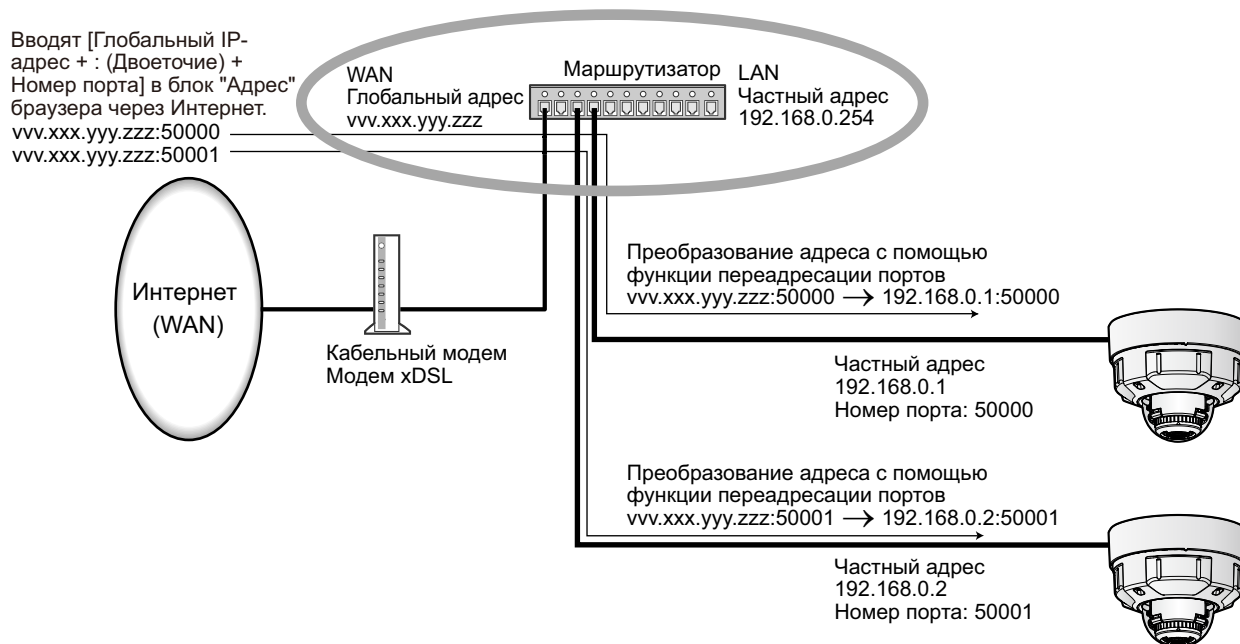 Вводят [Глобальный IP-
адрес + : (Двоеточие) +
Номер порта] в блок "Адрес"
браузера через Интернет.
vvv.xxx.yyy.zzz:50000
vvv.xxx.yyy.zzz:50001
WAN
Глобальный адрес
vvv.xxx.yyy.zzz
Маршрутизатор
LAN
Частный адрес
192.168.0.254
Интернет
(WAN)
Кабельный модем
Модем xDSL
Преобразование адреса с помощью
функции переадресации портов
vvv.xxx.yyy.zzz:50000 → 192.168.0.1:50000
Частный адрес
192.168.0.1
Номер порта: 50000
Преобразование адреса с помощью
функции переадресации портов
vvv.xxx.yyy.zzz:50001 → 192.168.0.2:50001
Частный адрес
192.168.0.2
Номер порта: 50001